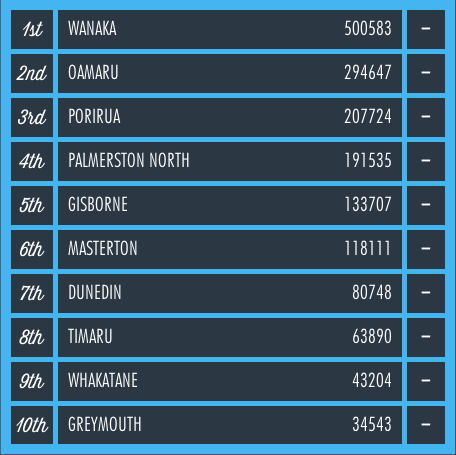 1st WANAKA 500583 –
2nd OAMARU 294647 –
3rd PORIRUA 207724 –
4th PALMERSTON NORTH 191535 –
5th GISBORNE 133707 –
6th MASTERTON 118111 –
7th DUNEDIN 80748 –
8th TIMARU 63890 –
9th WHAKATANE 43204 –
10th GREYMOUTH 34543 –